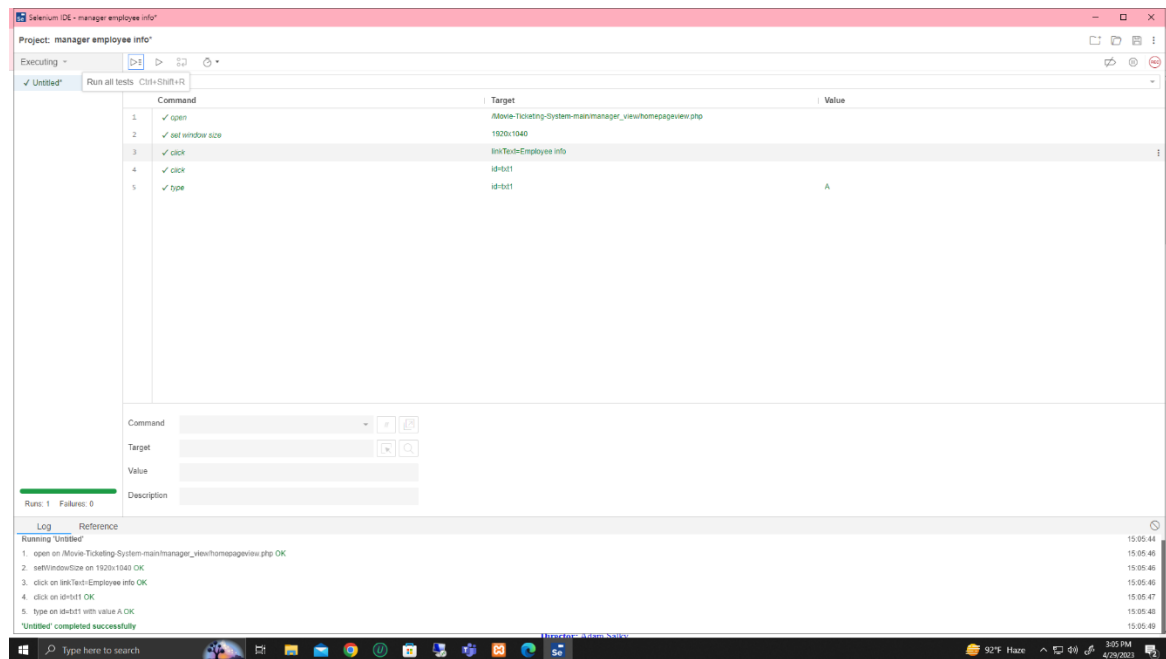 Selenium IDE - manager employee info*
Project: manager employee info*
Executing
✓ Untitled*
Run all tests Ctrl+Shift+R
Command Target Value
1 ✓ open /Movie-Ticketing-System-main/manager_view/homepageview.php
2 ✓ set window size 1920x1040
3 ✓ click linkText=Employee info
4 ✓ click id=txt1
5 ✓ type id=txt1 A
Command
Target
Value
Description
Runs: 1 Failures: 0
Log Reference
Running 'Untitled' 15:05:44
1. open on /Movie-Ticketing-System-main/manager_view/homepageview.php OK 15:05:46
2. setWindowSize on 1920x1040 OK 15:05:46
3. click on linkText=Employee info OK 15:05:46
4. click on id=txt1 OK 15:05:47
5. type on id=txt1 with value A OK 15:05:48
'Untitled' completed successfully 15:05:49
Director: Adam Salky
Type here to search
Se
92°F Haze
3:05 PM
4/29/2023